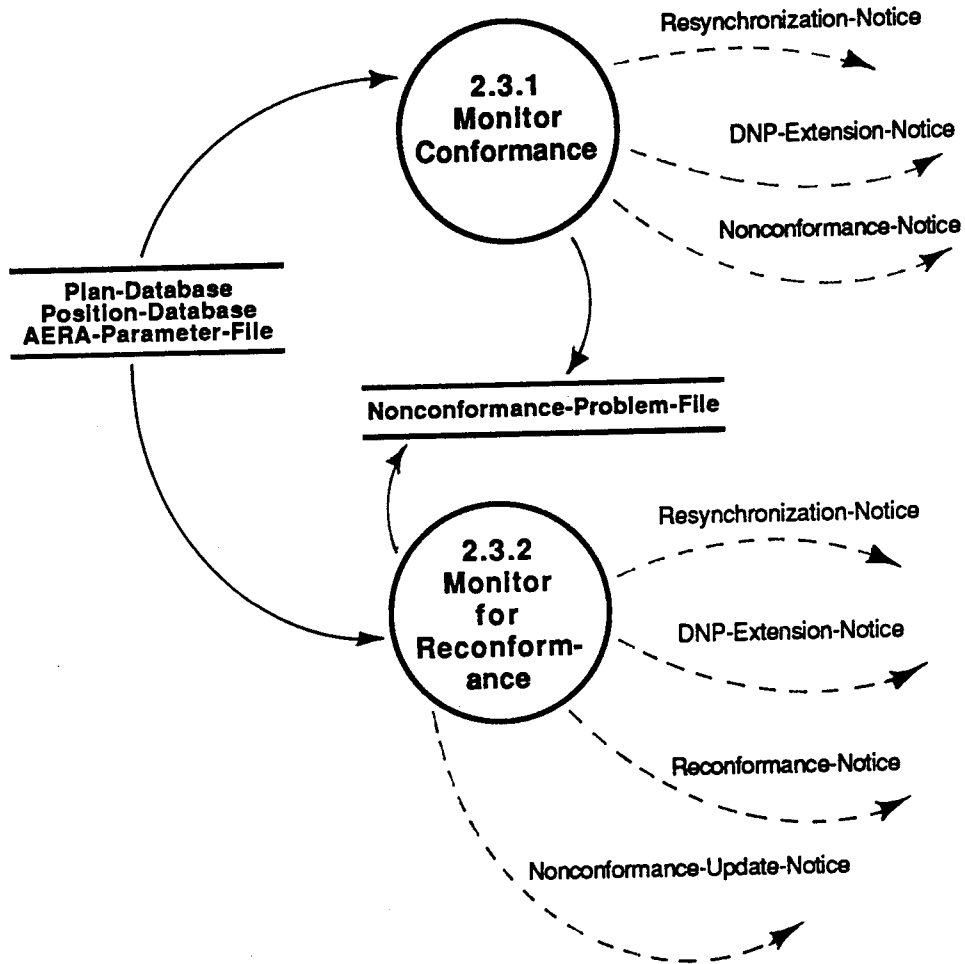 Resynchronization-Notice
2.3.1
Monitor
Conformance
DNP-Extension-Notice
Nonconformance-Notice
Plan-Database
Position-Database
AERA-Parameter-File
Nonconformance-Problem-File
Resynchronization-Notice
2.3.2
Monitor
for
Reconform-
ance
DNP-Extension-Notice
Reconformance-Notice
Nonconformance-Update-Notice